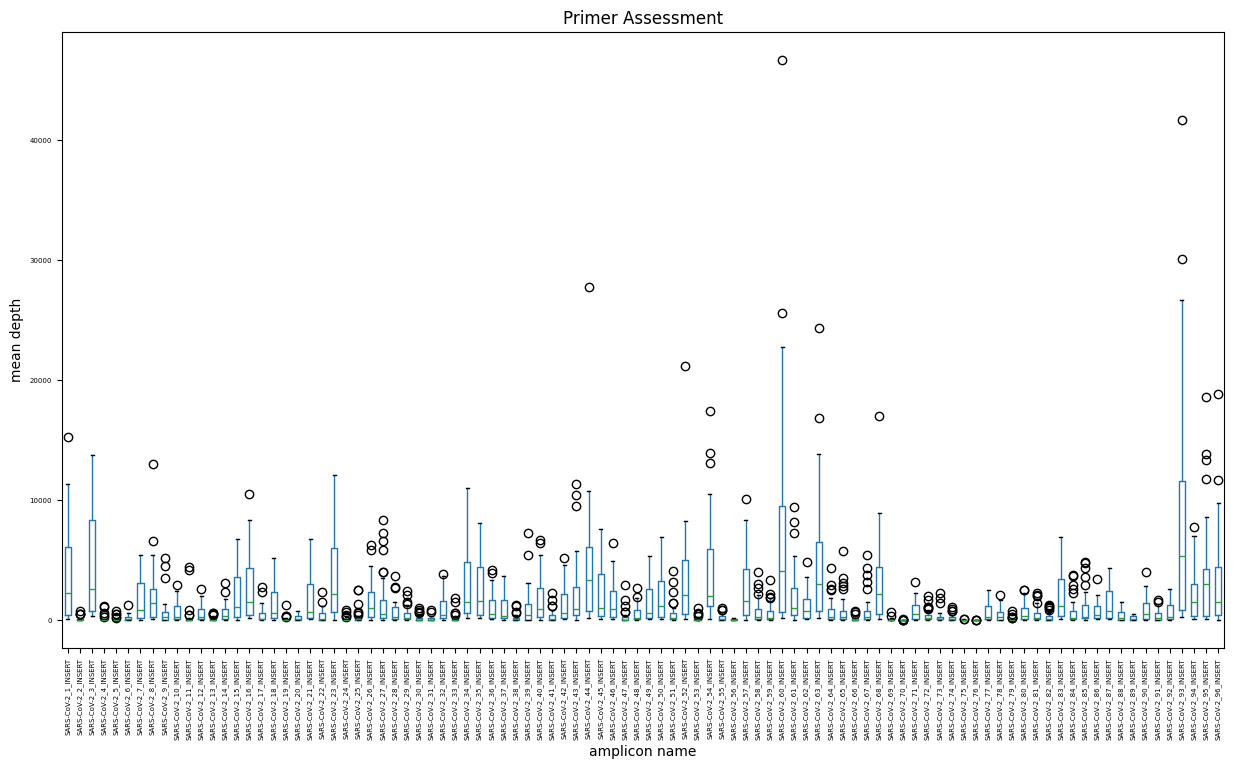 Primer Assessment
mean depth
40000
30000
20000
10000
0
SARS-CoV-2_1_INSERT
SARS-CoV-2_2_INSERT
SARS-CoV-2_3_INSERT
SARS-CoV-2_4_INSERT
SARS-CoV-2_5_INSERT
SARS-CoV-2_6_INSERT
SARS-CoV-2_7_INSERT
SARS-CoV-2_8_INSERT
SARS-CoV-2_9_INSERT
SARS-CoV-2_10_INSERT
SARS-CoV-2_11_INSERT
SARS-CoV-2_12_INSERT
SARS-CoV-2_13_INSERT
SARS-CoV-2_14_INSERT
SARS-CoV-2_15_INSERT
SARS-CoV-2_16_INSERT
SARS-CoV-2_17_INSERT
SARS-CoV-2_18_INSERT
SARS-CoV-2_19_INSERT
SARS-CoV-2_20_INSERT
SARS-CoV-2_21_INSERT
SARS-CoV-2_22_INSERT
SARS-CoV-2_23_INSERT
SARS-CoV-2_24_INSERT
SARS-CoV-2_25_INSERT
SARS-CoV-2_26_INSERT
SARS-CoV-2_27_INSERT
SARS-CoV-2_28_INSERT
SARS-CoV-2_29_INSERT
SARS-CoV-2_30_INSERT
SARS-CoV-2_31_INSERT
SARS-CoV-2_32_INSERT
SARS-CoV-2_33_INSERT
SARS-CoV-2_34_INSERT
SARS-CoV-2_35_INSERT
SARS-CoV-2_36_INSERT
SARS-CoV-2_37_INSERT
SARS-CoV-2_38_INSERT
SARS-CoV-2_39_INSERT
SARS-CoV-2_40_INSERT
SARS-CoV-2_41_INSERT
SARS-CoV-2_42_INSERT
SARS-CoV-2_43_INSERT
SARS-CoV-2_44_INSERT
SARS-CoV-2_45_INSERT
SARS-CoV-2_46_INSERT
SARS-CoV-2_47_INSERT
SARS-CoV-2_48_INSERT
SARS-CoV-2_49_INSERT
SARS-CoV-2_50_INSERT
SARS-CoV-2_51_INSERT
SARS-CoV-2_52_INSERT
SARS-CoV-2_53_INSERT
SARS-CoV-2_54_INSERT
SARS-CoV-2_55_INSERT
SARS-CoV-2_56_INSERT
SARS-CoV-2_57_INSERT
SARS-CoV-2_58_INSERT
SARS-CoV-2_59_INSERT
SARS-CoV-2_60_INSERT
SARS-CoV-2_61_INSERT
SARS-CoV-2_62_INSERT
SARS-CoV-2_63_INSERT
SARS-CoV-2_64_INSERT
SARS-CoV-2_65_INSERT
SARS-CoV-2_66_INSERT
SARS-CoV-2_67_INSERT
SARS-CoV-2_68_INSERT
SARS-CoV-2_69_INSERT
SARS-CoV-2_70_INSERT
SARS-CoV-2_71_INSERT
SARS-CoV-2_72_INSERT
SARS-CoV-2_73_INSERT
SARS-CoV-2_74_INSERT
SARS-CoV-2_75_INSERT
SARS-CoV-2_76_INSERT
SARS-CoV-2_77_INSERT
SARS-CoV-2_78_INSERT
SARS-CoV-2_79_INSERT
SARS-CoV-2_80_INSERT
SARS-CoV-2_81_INSERT
SARS-CoV-2_82_INSERT
SARS-CoV-2_83_INSERT
SARS-CoV-2_84_INSERT
SARS-CoV-2_85_INSERT
SARS-CoV-2_86_INSERT
SARS-CoV-2_87_INSERT
SARS-CoV-2_88_INSERT
SARS-CoV-2_89_INSERT
SARS-CoV-2_90_INSERT
SARS-CoV-2_91_INSERT
SARS-CoV-2_92_INSERT
SARS-CoV-2_93_INSERT
SARS-CoV-2_94_INSERT
SARS-CoV-2_95_INSERT
SARS-CoV-2_96_INSERT
amplicon name